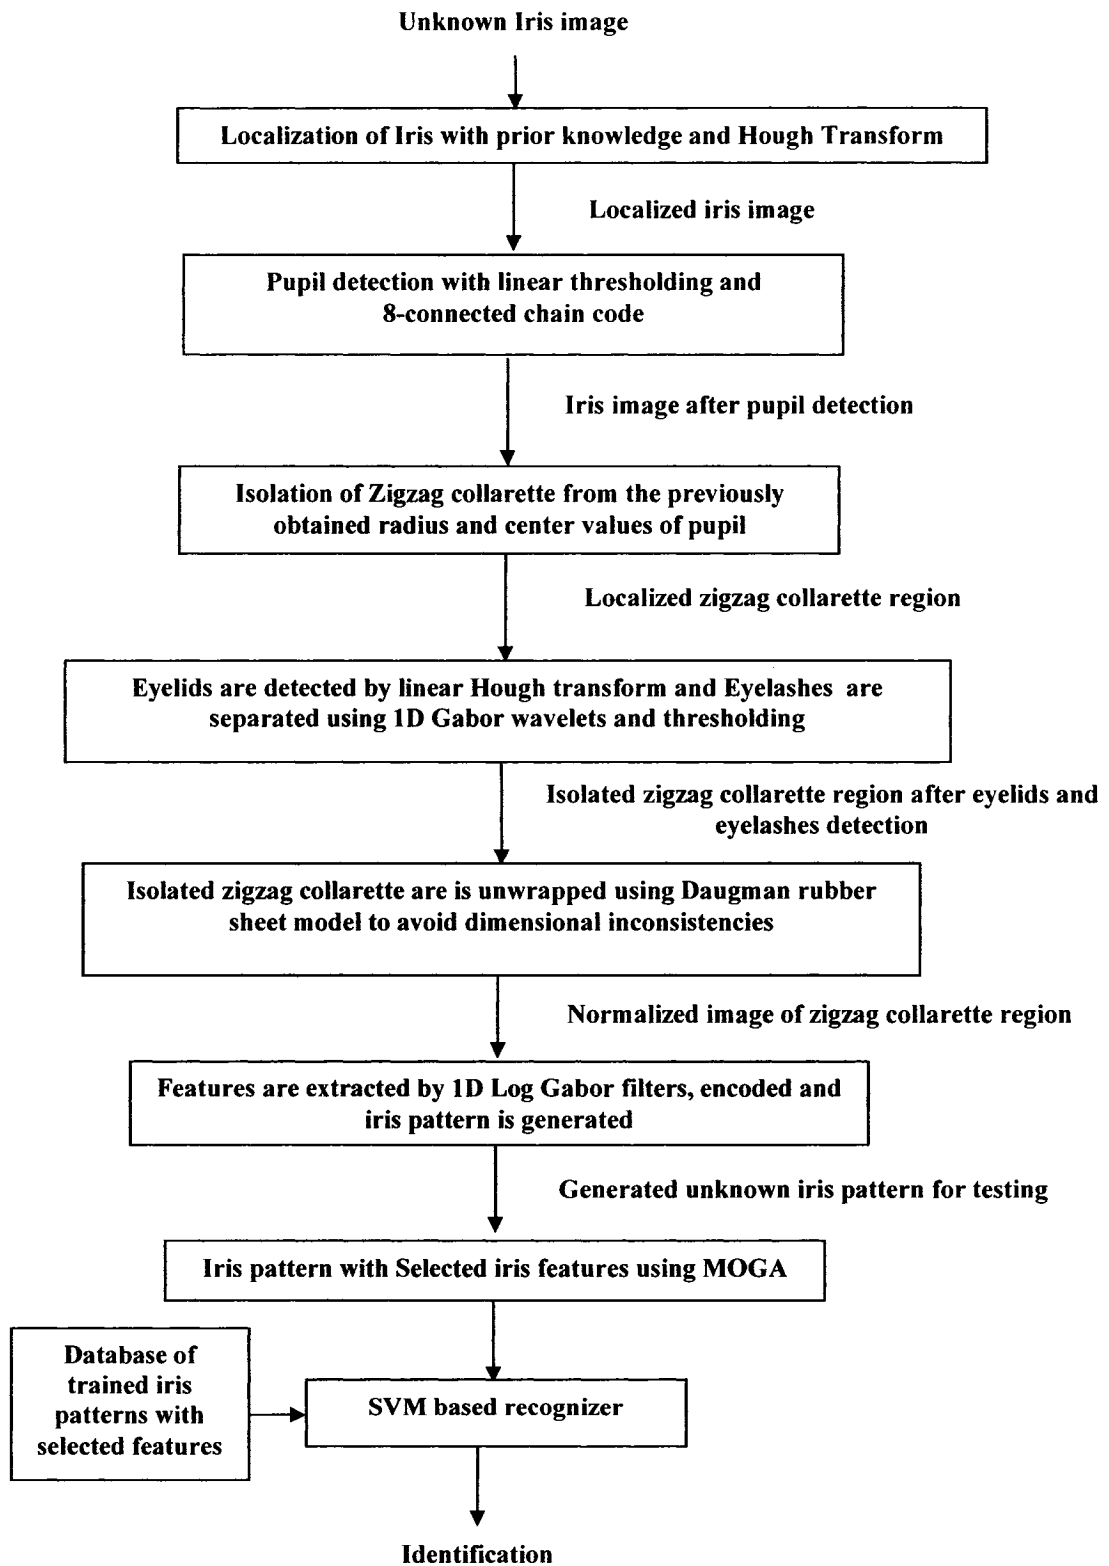 Unknown Iris image
Localization of Iris with prior knowledge and Hough Transform
Localized iris image
Pupil detection with linear thresholding and
8-connected chain code
Iris image after pupil detection
Isolation of Zigzag collarette from the previously
obtained radius and center values of pupil
Localized zigzag collarette region
Eyelids are detected by linear Hough transform and Eyelashes are
separated using 1D Gabor wavelets and thresholding
Isolated zigzag collarette region after eyelids and
eyelashes detection
Isolated zigzag collarette are is unwrapped using Daugman rubber
sheet model to avoid dimensional inconsistencies
Normalized image of zigzag collarette region
Features are extracted by 1D Log Gabor filters, encoded and
iris pattern is generated
Generated unknown iris pattern for testing
Iris pattern with Selected iris features using MOGA
Database of
trained iris
patterns with
selected features
SVM based recognizer
Identification